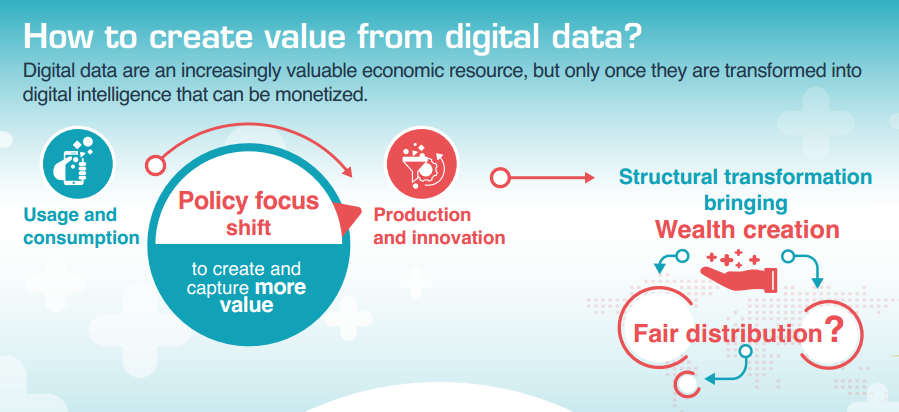 How to create value from digital data?
Digital data are an increasingly valuable economic resource, but only once they are transformed into
digital intelligence that can be monetized.
Usage and
consumption
Policy focus
shift
to create and
capture more
value
Production
and innovation
Structural transformation
bringing
Wealth creation
Fair distribution?